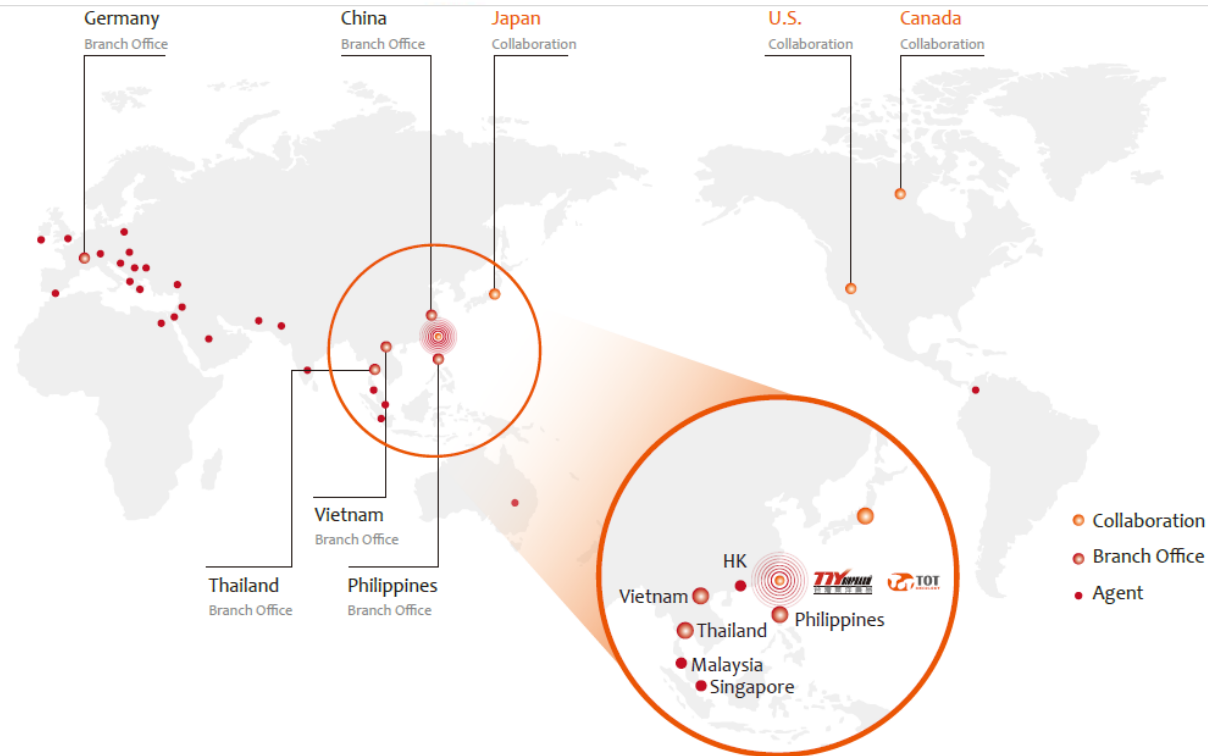 Germany
Branch Office
China
Branch Office
Japan
Collaboration
U.S.
Collaboration
Canada
Collaboration
Vietnam
Branch Office
Thailand
Branch Office
Philippines
Branch Office
HK
TTY
TOT
Vietnam
Philippines
Thailand
Malaysia
Singapore
Collaboration
Branch Office
Agent